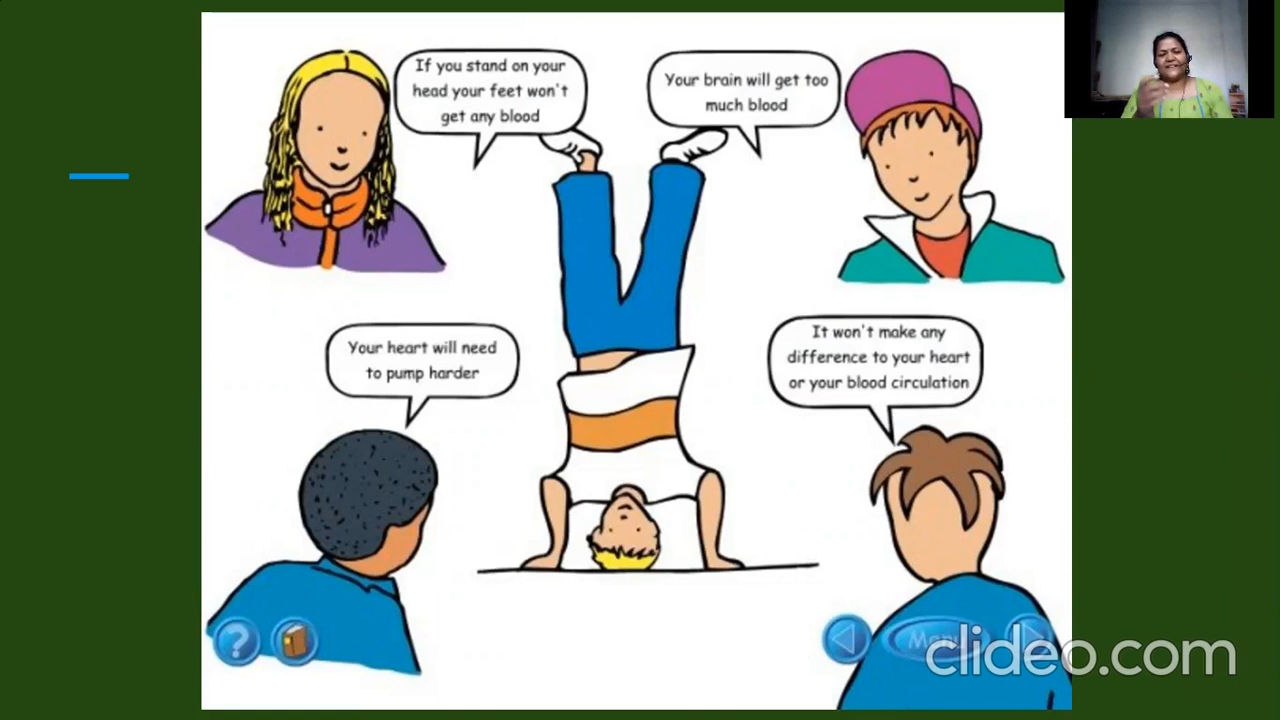 If you stand on your
head your feet won't
get any blood
Your brain will get too
much blood
Your heart will need
to pump harder
It won't make any
difference to your heart
or your blood circulation
?
Menu
clideo.com